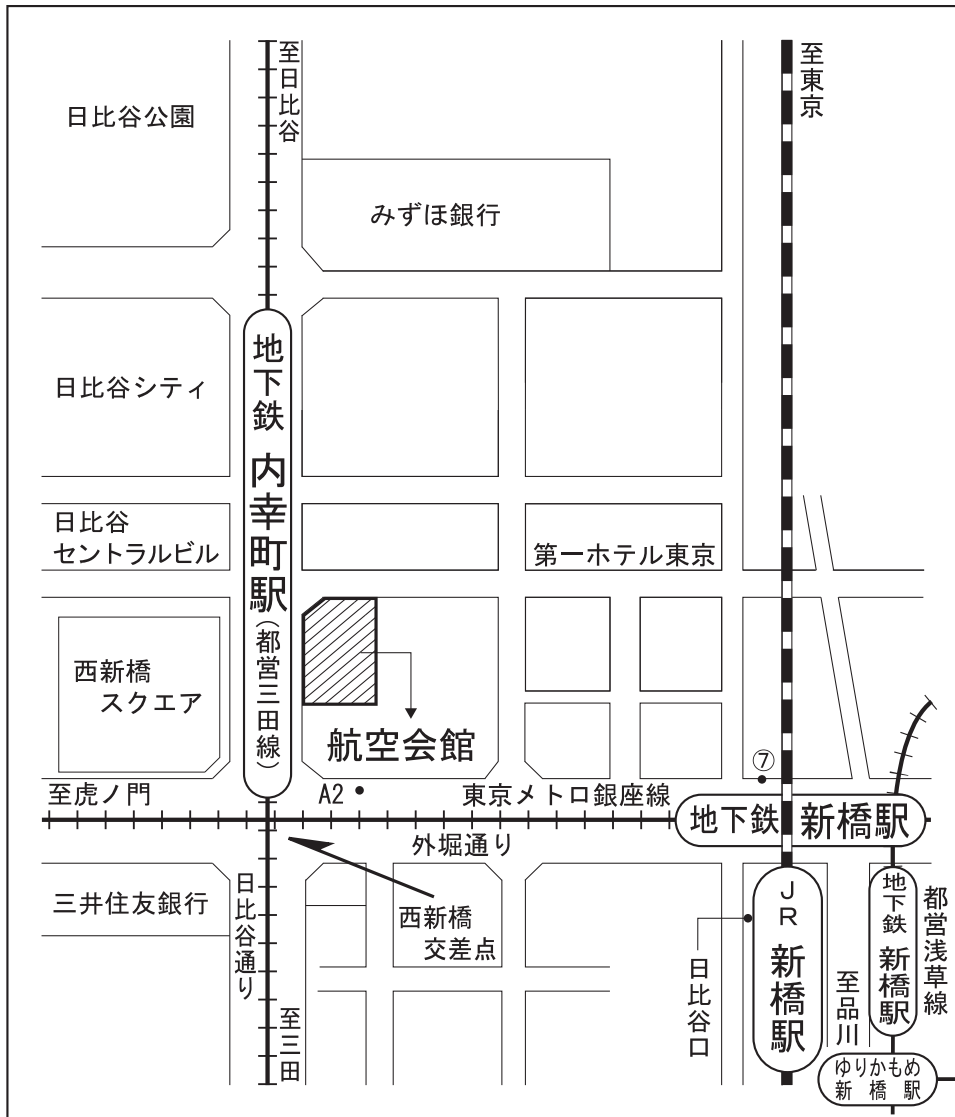 至日比谷
至東京
日比谷公園
みずほ銀行
日比谷シティ
地下鉄 内幸町駅(都営三田線)
日比谷
セントラルビル
第一ホテル東京
西新橋
スクエア
航空会館
⑦
至虎ノ門
A2
東京メトロ銀座線
地下鉄 新橋駅
外堀通り
三井住友銀行
日比谷通り
西新橋
交差点
JR 新橋駅
日比谷口
地下鉄 新橋駅
都営浅草線
至品川
至三田
ゆりかもめ
新橋駅